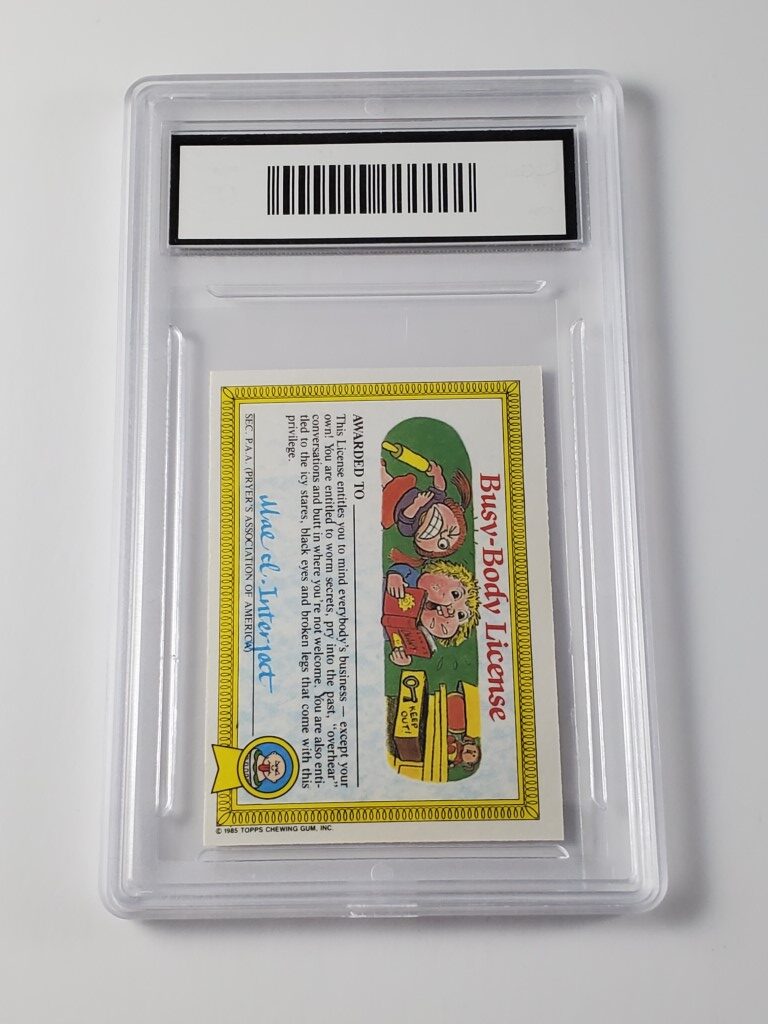 Busy-Body License
KEEP
OUT!
AWARDED TO
This License entitles you to mind everybody's business — except your
own! You are entitled to worm secrets, pry into the past, "overhear"
conversations and butt in where you're not welcome. You are also enti-
tled to the icy stares, black eyes and broken legs that come with this
privilege.
Mae I. Interject
SEC. P.A.A. (PRYER'S ASSOCIATION OF AMERICA)
© 1985 TOPPS CHEWING GUM, INC.